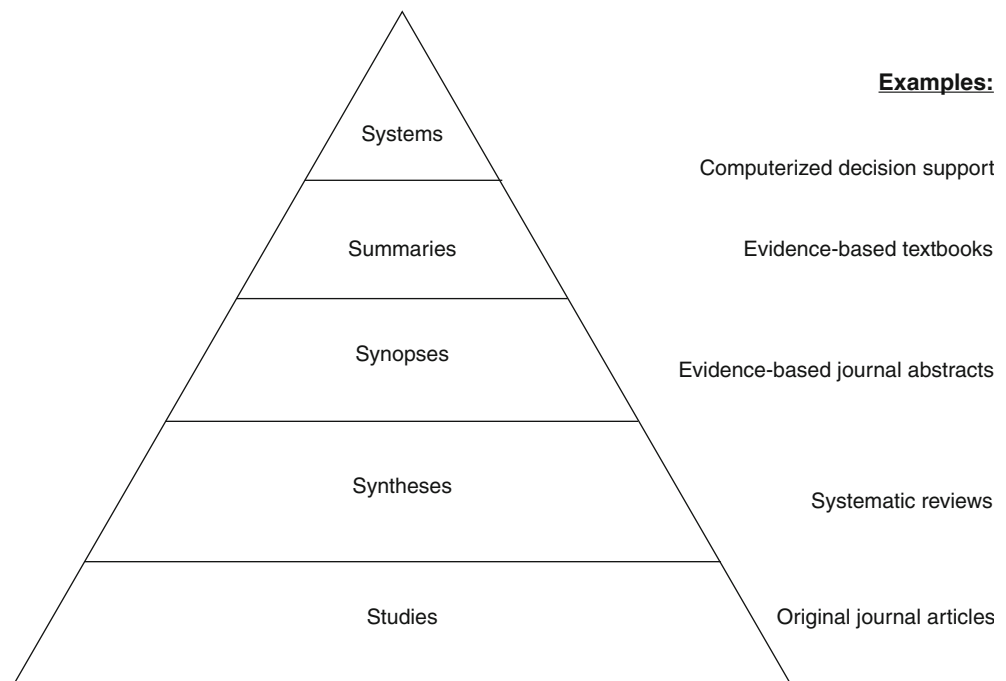 Examples:
Systems
Computerized decision support
Summaries
Evidence-based textbooks
Synopses
Evidence-based journal abstracts
Syntheses
Systematic reviews
Studies
Original journal articles